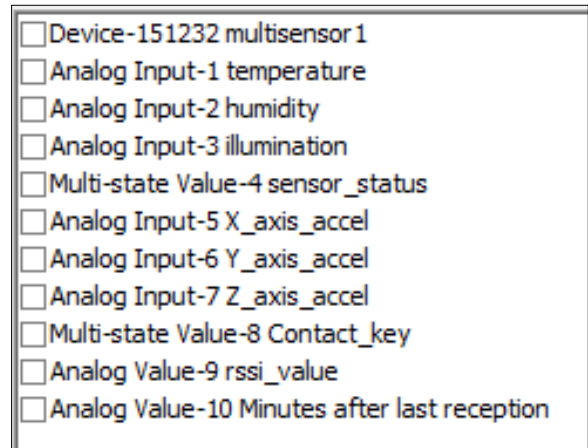 Device-151232 multisensor1
Analog Input-1 temperature
Analog Input-2 humidity
Analog Input-3 illumination
Multi-state Value-4 sensor_status
Analog Input-5 X_axis_accel
Analog Input-6 Y_axis_accel
Analog Input-7 Z_axis_accel
Multi-state Value-8 Contact_key
Analog Value-9 rssi_value
Analog Value-10 Minutes after last reception